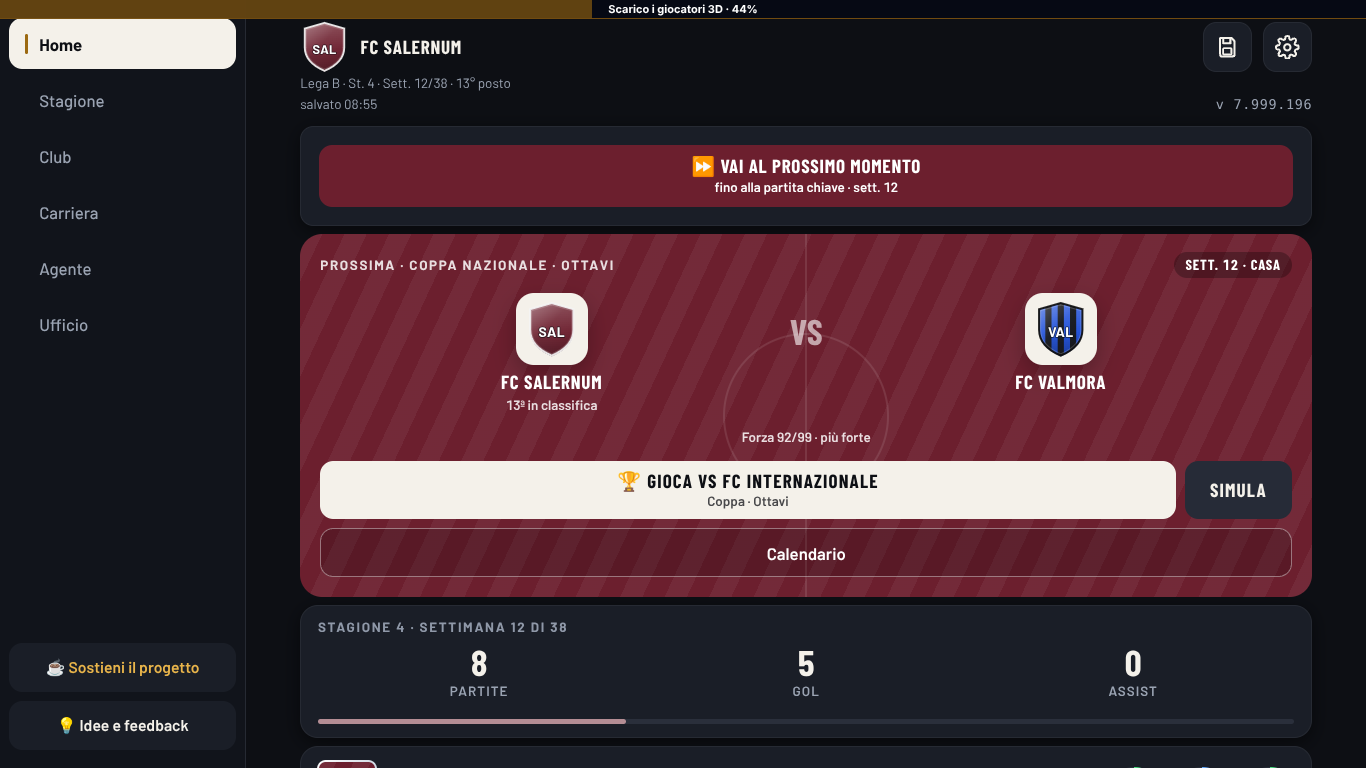 Scarico i giocatori 3D · 44%
Home
Stagione
Club
Carriera
Agente
Ufficio
☕ Sostieni il progetto
💡 Idee e feedback
SAL
FC SALERNUM
Lega B · St. 4 · Sett. 12/38 · 13° posto
salvato 08:55
v 7.999.196
⏩ VAI AL PROSSIMO MOMENTO
fino alla partita chiave · sett. 12
PROSSIMA · COPPA NAZIONALE · OTTAVI
SETT. 12 · CASA
SAL
VS
VAL
FC SALERNUM
FC VALMORA
13ª in classifica
Forza 92/99 · più forte
🏆 GIOCA VS FC INTERNAZIONALE
Coppa · Ottavi
SIMULA
Calendario
STAGIONE 4 · SETTIMANA 12 DI 38
8
5
0
PARTITE
GOL
ASSIST